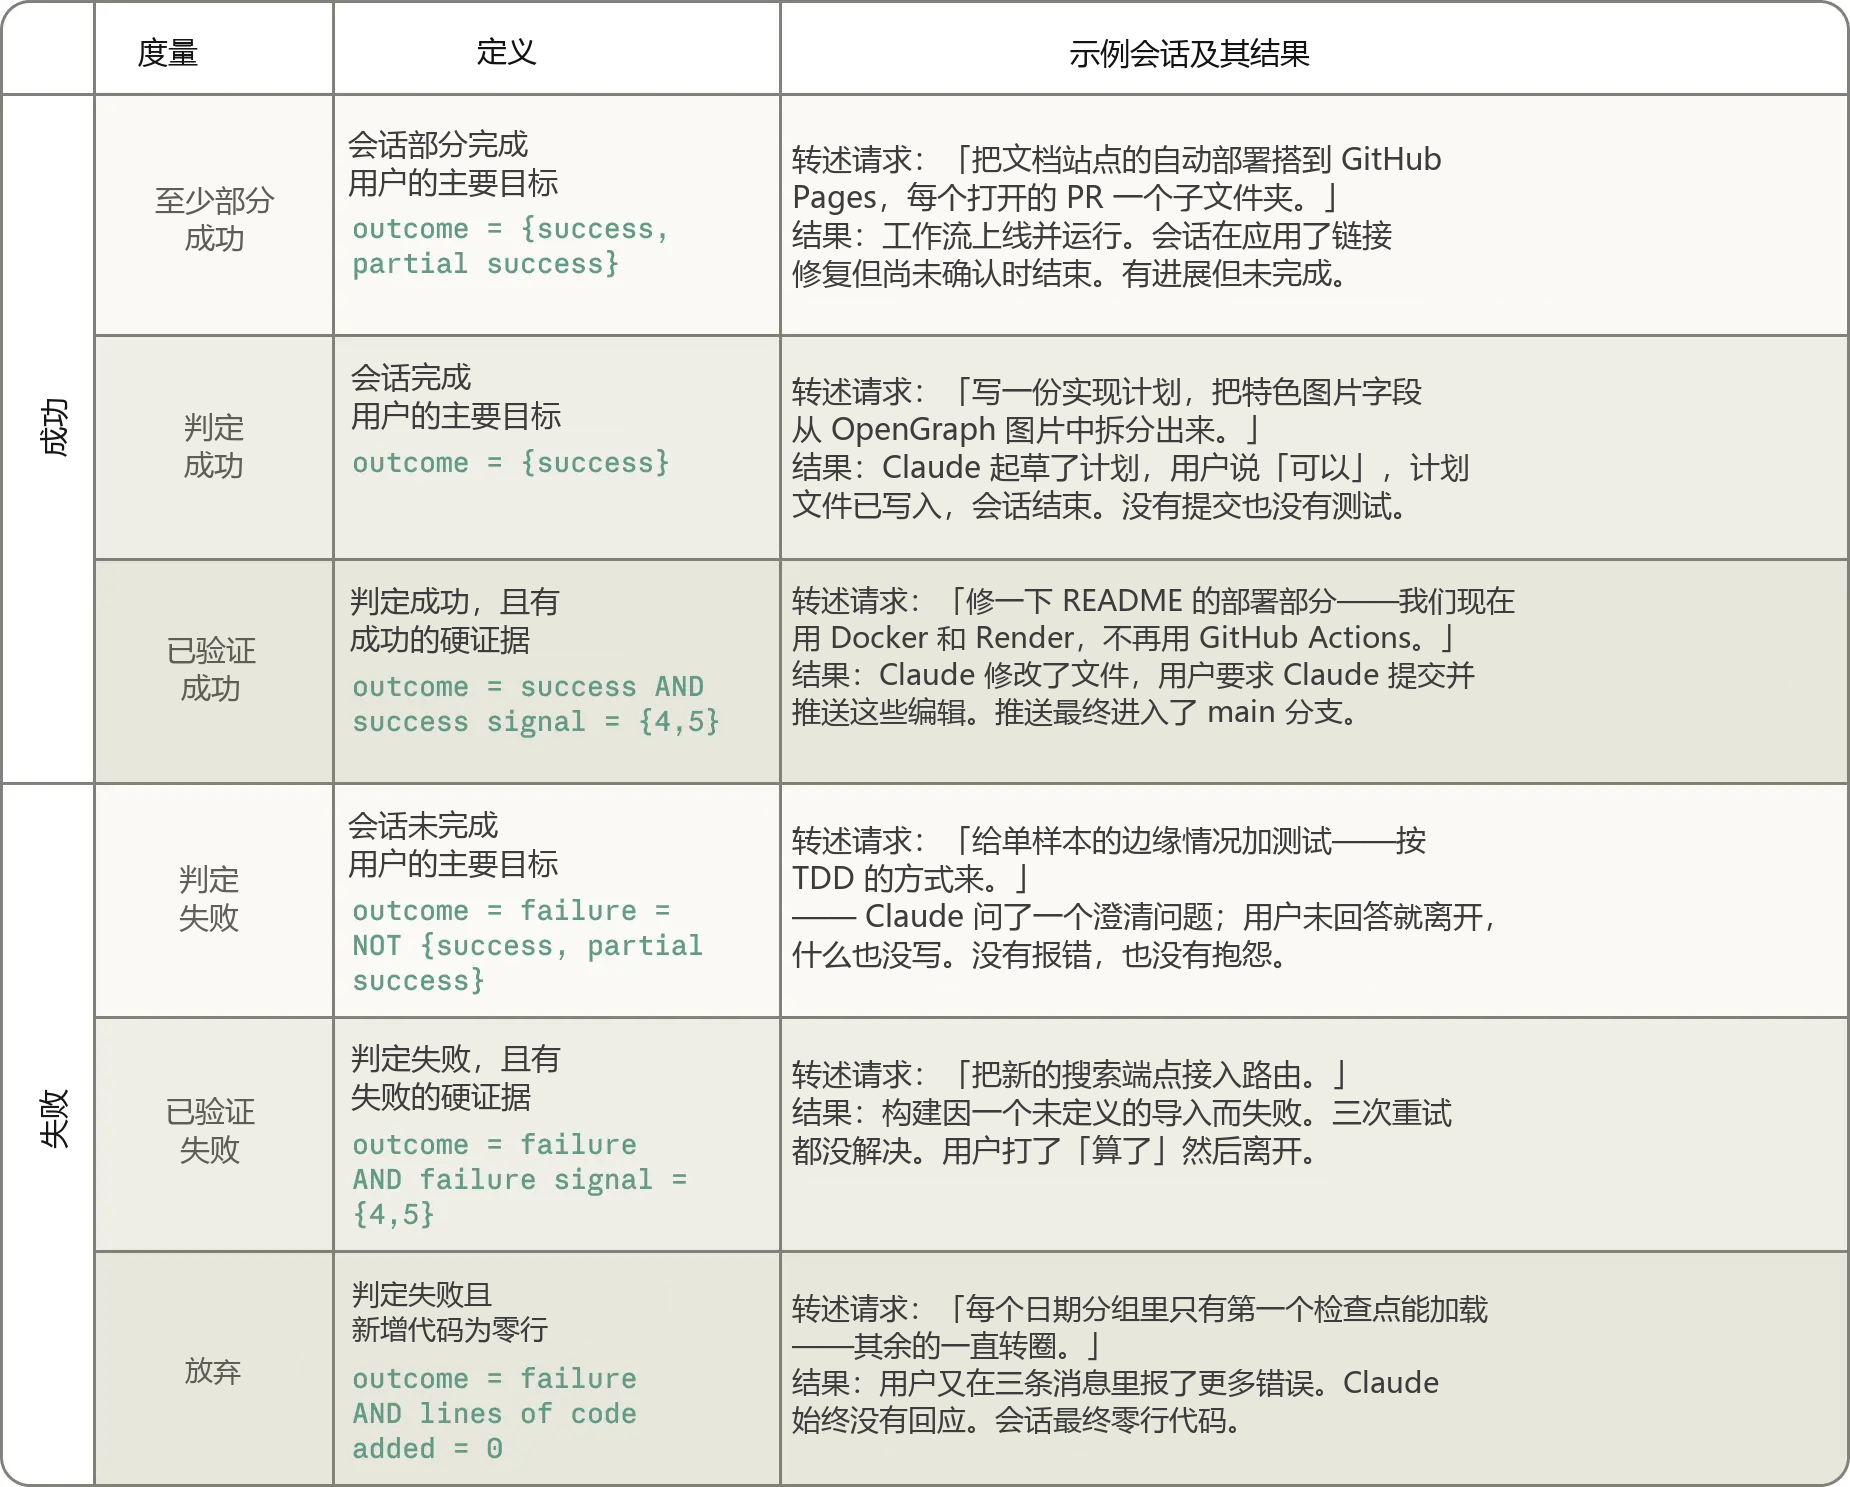 度量
定义
示例会话及其结果
成功
至少部分
成功
会话部分完成
用户的主要目标
outcome = {success,
partial success}
转述请求：「把文档站点的自动部署搭到 GitHub
Pages，每个打开的 PR 一个子文件夹。」
结果：工作流上线并运行。会话在应用了链接
修复但尚未确认时结束。有进展但未完成。
判定
成功
会话完成
用户的主要目标
outcome = {success}
转述请求：「写一份实现计划，把特色图片字段
从 OpenGraph 图片中拆分出来。」
结果：Claude 起草了计划，用户说「可以」，计划
文件已写入，会话结束。没有提交也没有测试。
已验证
成功
判定成功，且有
成功的硬证据
outcome = success AND
success signal = {4,5}
转述请求：「修一下 README 的部署部分——我们现在
用 Docker 和 Render，不再用 GitHub Actions。」
结果：Claude 修改了文件，用户要求 Claude 提交并
推送这些编辑。推送最终进入了 main 分支。
失败
判定
失败
会话未完成
用户的主要目标
outcome = failure =
NOT {success, partial
success}
转述请求：「给单样本的边缘情况加测试——按
TDD 的方式来。」
—— Claude 问了一个澄清问题；用户未回答就离开，
什么也没写。没有报错，也没有抱怨。
已验证
失败
判定失败，且有
失败的硬证据
outcome = failure
AND failure signal =
{4,5}
转述请求：「把新的搜索端点接入路由。」
结果：构建因一个未定义的导入而失败。三次重试
都没解决。用户打了「算了」然后离开。
放弃
判定失败且
新增代码为零行
outcome = failure
AND lines of code
added = 0
转述请求：「每个日期分组里只有第一个检查点能加载
——其余的一直转圈。」
结果：用户又在三条消息里报了更多错误。Claude
始终没有回应。会话最终零行代码。